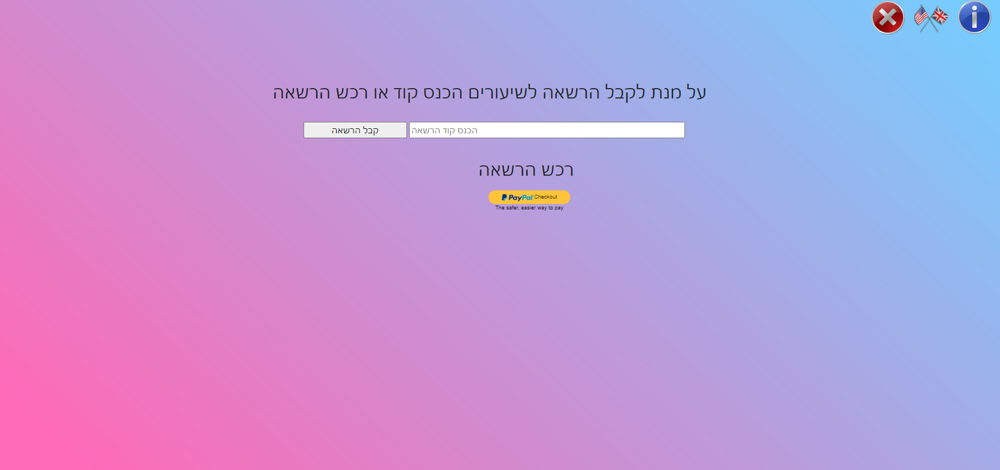 על מנת לקבל הרשאה לשיעורים הכנס קוד או רכש הרשאה
הכנס קוד הרשאה
קבל הרשאה
רכש הרשאה
PayPal Checkout
The safer, easier way to pay